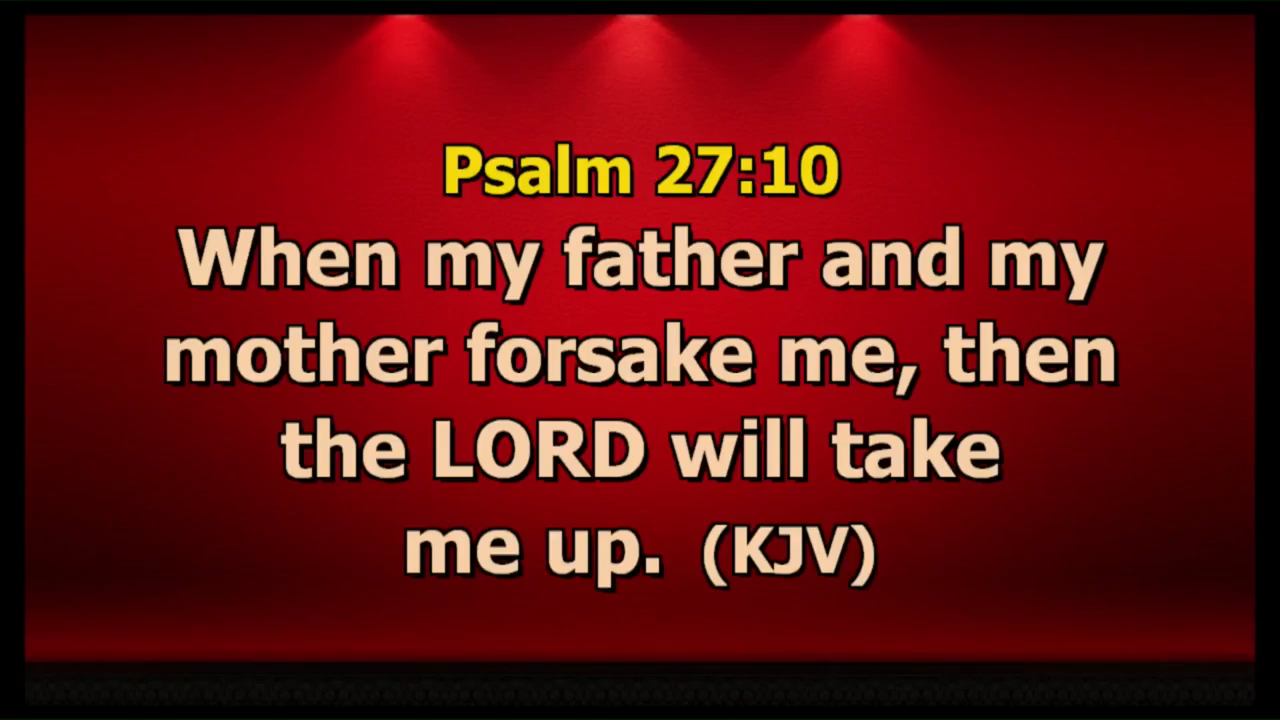 Psalm 27:10
When my father and my
mother forsake me, then
the LORD will take
me up. (KJV)